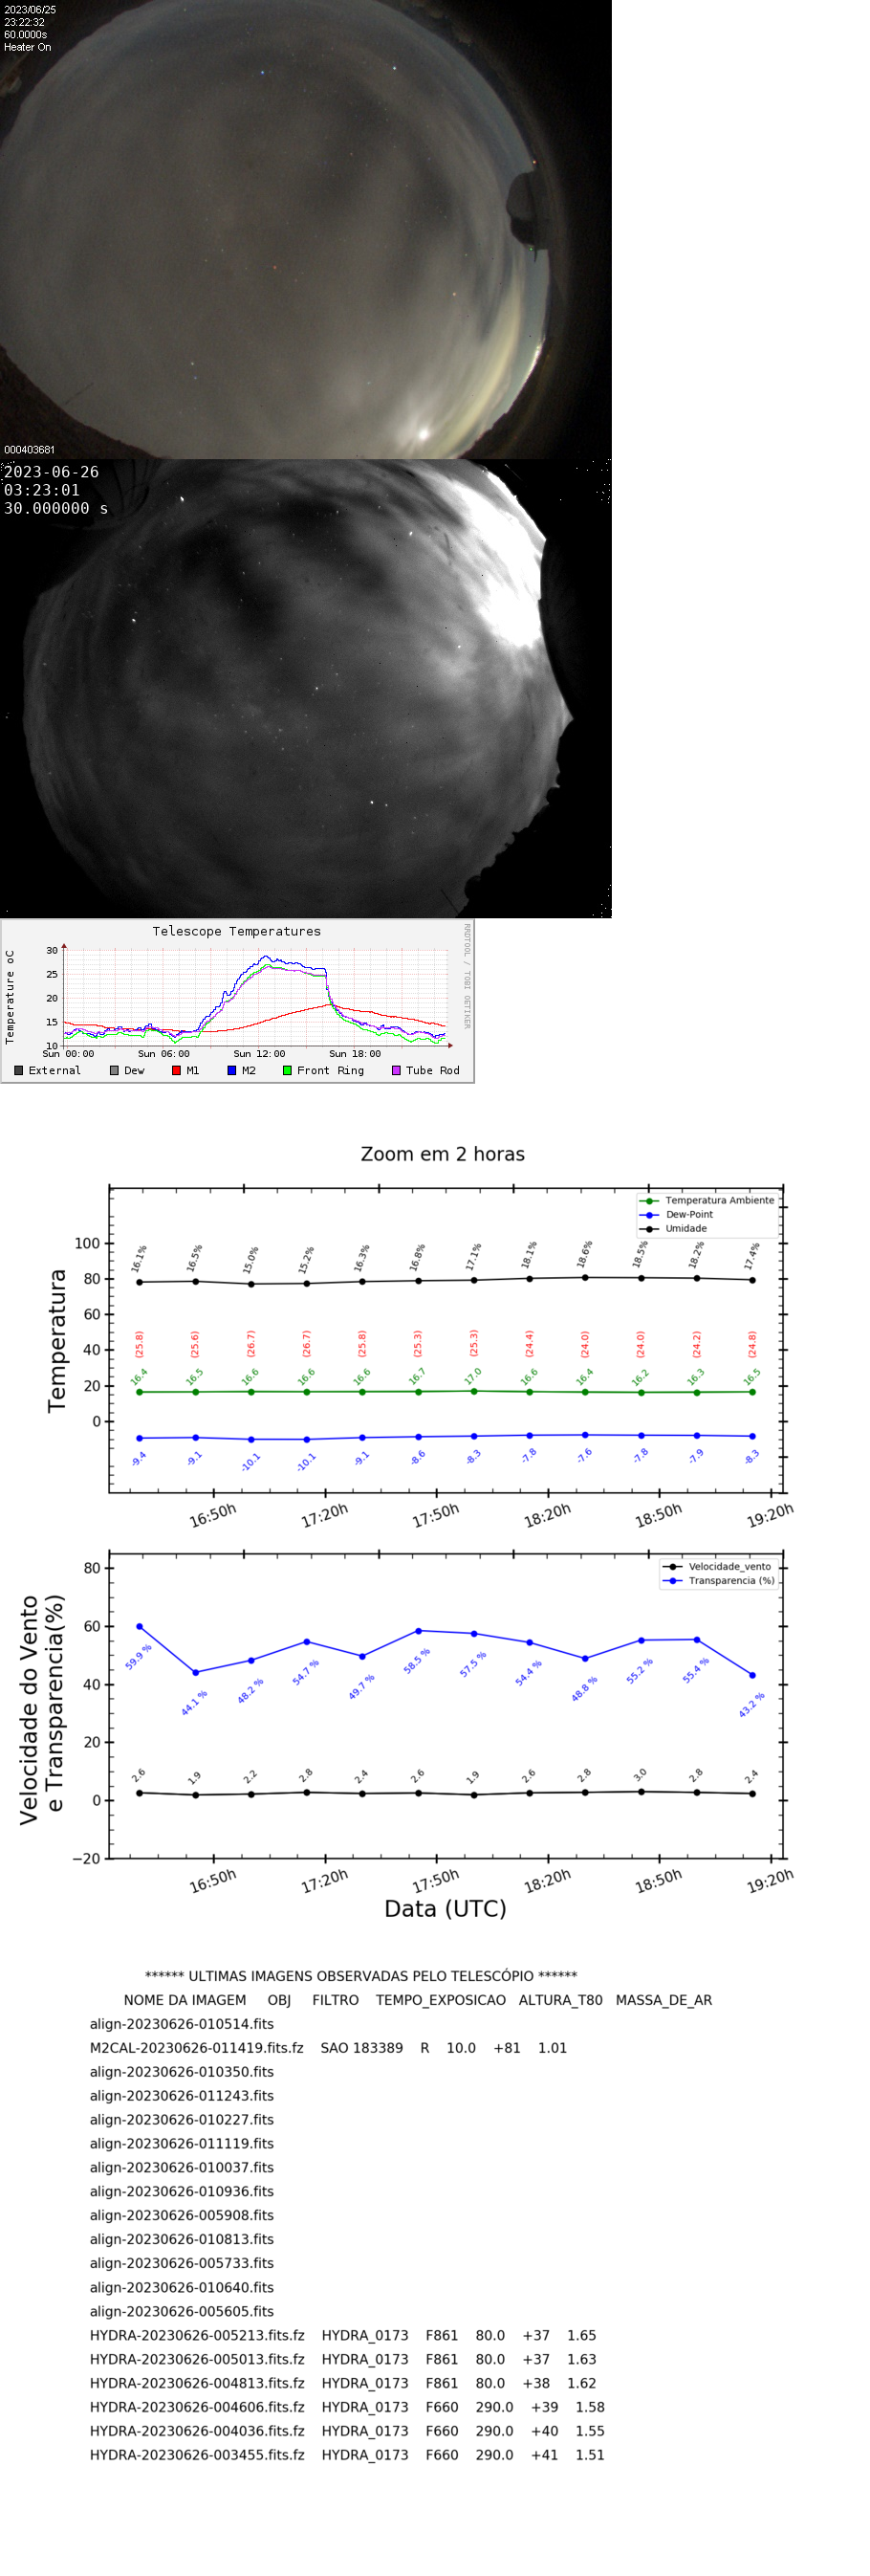 2023/06/25
23:22:32
60.0000s
Heater On
000403681
2023-06-26
03:23:01
30.000000 s
Telescope Temperatures
RRDTOOL / TOBI OETIKER
Temperature oC
30
25
20
15
10
Sun 00:00 Sun 06:00 Sun 12:00 Sun 18:00
External Dew M1 M2 Front Ring Tube Rod
Zoom em 2 horas
Temperatura Ambiente
Dew-Point
Umidade
Temperatura
100
80
60
40
20
0
16.1% 16.5% 15.0% 15.2% 16.3% 16.8% 17.1% 18.1% 18.6% 18.5% 18.2% 17.4%
(25.8) (25.6) (26.7) (26.7) (25.8) (25.3) (25.3) (24.4) (24.0) (24.0) (24.2) (24.8)
16.4 16.5 16.6 16.6 16.6 16.7 17.0 16.6 16.4 16.2 16.3 16.5
-9.4 -9.1 -10.1 -10.1 -9.1 -8.6 -8.3 -7.8 -7.6 -7.8 -7.9 -8.3
16:50h 17:20h 17:50h 18:20h 18:50h 19:20h
Velocidade_vento
Transparencia (%)
Velocidade do Vento
e Transparencia(%)
80
60
40
20
0
−20
59.9 % 44.1 % 48.2 % 54.7 % 49.7 % 58.5 % 57.5 % 54.4 % 48.8 % 55.2 % 55.4 % 43.2 %
2.6 1.9 2.2 2.8 2.4 2.6 1.9 2.6 2.8 3.0 2.8 2.4
16:50h 17:20h 17:50h 18:20h 18:50h 19:20h
Data (UTC)
****** ULTIMAS IMAGENS OBSERVADAS PELO TELESCÓPIO ******
NOME DA IMAGEM OBJ FILTRO TEMPO_EXPOSICAO ALTURA_T80 MASSA_DE_AR
align-20230626-010514.fits
M2CAL-20230626-011419.fits.fz SAO 183389 R 10.0 +81 1.01
align-20230626-010350.fits
align-20230626-011243.fits
align-20230626-010227.fits
align-20230626-011119.fits
align-20230626-010037.fits
align-20230626-010936.fits
align-20230626-005908.fits
align-20230626-010813.fits
align-20230626-005733.fits
align-20230626-010640.fits
align-20230626-005605.fits
HYDRA-20230626-005213.fits.fz HYDRA_0173 F861 80.0 +37 1.65
HYDRA-20230626-005013.fits.fz HYDRA_0173 F861 80.0 +37 1.63
HYDRA-20230626-004813.fits.fz HYDRA_0173 F861 80.0 +38 1.62
HYDRA-20230626-004606.fits.fz HYDRA_0173 F660 290.0 +39 1.58
HYDRA-20230626-004036.fits.fz HYDRA_0173 F660 290.0 +40 1.55
HYDRA-20230626-003455.fits.fz HYDRA_0173 F660 290.0 +41 1.51